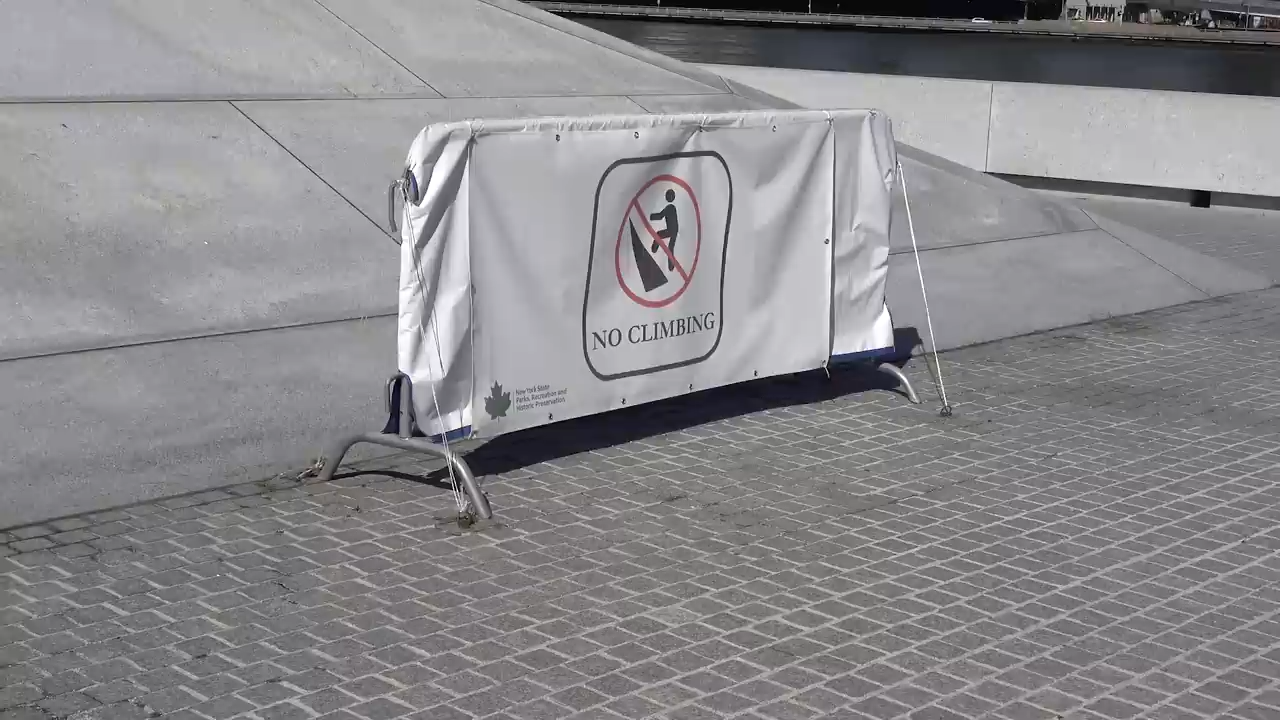 NO CLIMBING
New York State
Parks, Recreation and
Historic Preservation